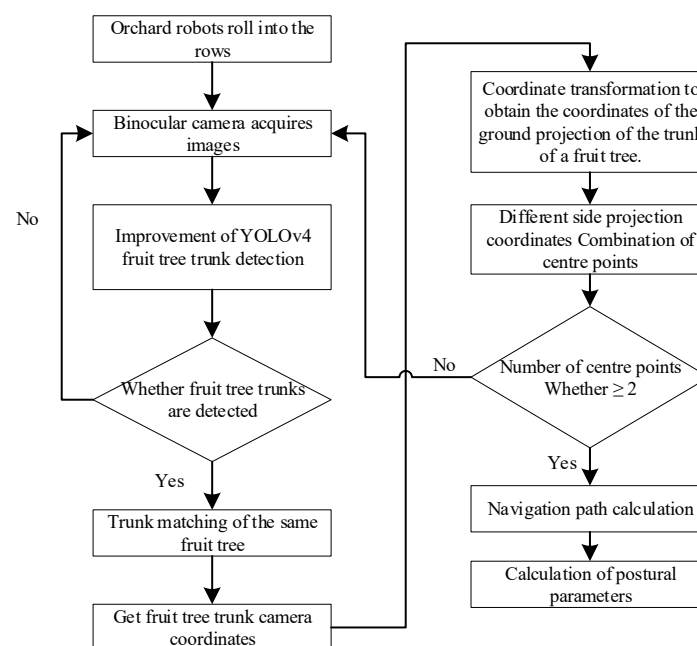 Orchard robots roll into the
rows
Binocular camera acquires
images
No
Improvement of YOLOv4
fruit tree trunk detection
Whether fruit tree trunks
are detected
Yes
Trunk matching of the same
fruit tree
Get fruit tree trunk camera
coordinates
Coordinate transformation to
obtain the coordinates of the
ground projection of the trunk
of a fruit tree.
Different side projection
coordinates Combination of
centre points
No
Number of centre points
Whether ≥ 2
Yes
Navigation path calculation
Calculation of postural
parameters